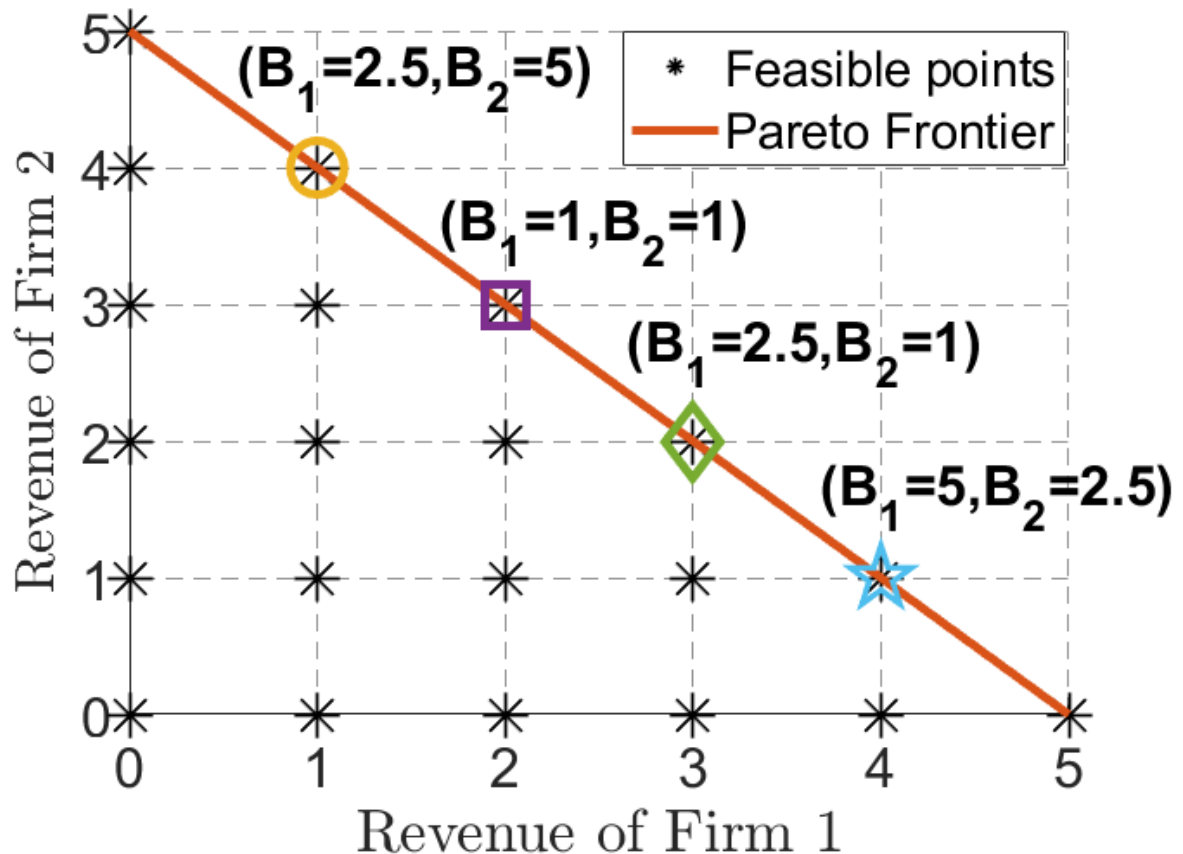 5
(B₁=2.5,B₂=5)
Feasible points
Pareto Frontier
4
(B₁=1,B₂=1)
3
(B₁=2.5,B₂=1)
2
(B₁=5,B₂=2.5)
1
0
0 1 2 3 4 5
Revenue of Firm 1
Revenue of Firm 2